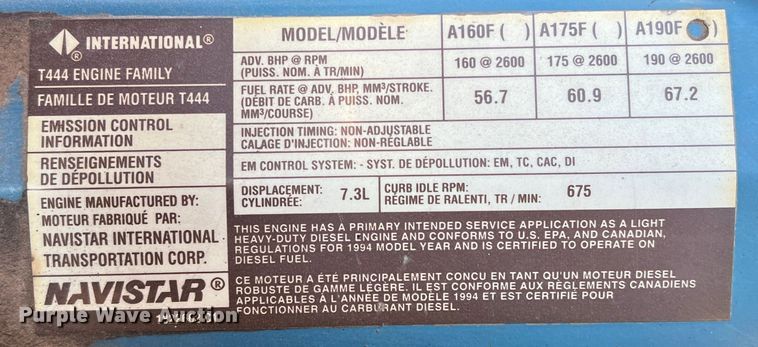 INTERNATIONAL®
T444 ENGINE FAMILY
FAMILLE DE MOTEUR T444
EMISSION CONTROL
INFORMATION
RENSEIGNEMENTS
DE DÉPOLLUTION
ENGINE MANUFACTURED BY:
MOTEUR FABRIQUÉ PAR:
NAVISTAR INTERNATIONAL
TRANSPORTATION CORP.
NAVISTAR®
MODEL/MODÈLE A160F ( ) A175F ( ) A190F ( )
ADV. BHP @ RPM
(PUISS. NOM. À TR/MIN) 160 @ 2600 175 @ 2600 190 @ 2600
FUEL RATE @ ADV. BHP, MM³/STROKE.
(DÉBIT DE CARB. À PUISS. NOM.
MM³/COURSE) 56.7 60.9 67.2
INJECTION TIMING: NON-ADJUSTABLE
CALAGE D'INJECTION: NON-RÉGLABLE
EM CONTROL SYSTEM: - SYST. DE DÉPOLLUTION: EM, TC, CAC, DI
DISPLACEMENT:
CYLINDRÉE: 7.3L
CURB IDLE RPM:
RÉGIME DE RALENTI, TR / MIN: 675
THIS ENGINE HAS A PRIMARY INTENDED SERVICE APPLICATION AS A LIGHT
HEAVY-DUTY DIESEL ENGINE AND CONFORMS TO U.S. EPA, AND CANADIAN,
REGULATIONS FOR 1994 MODEL YEAR AND IS CERTIFIED TO OPERATE ON
DIESEL FUEL.
CE MOTEUR A ÉTÉ PRINCIPALEMENT CONCU EN TANT QU'UN MOTEUR DIESEL
ROBUSTE DE GAMME LÉGÈRE. IL EST CONFORME AUX RÈGLEMENTS CANADIENS
APPLICABLES À L'ANNÉE DE MODÈLE 1994 ET EST CERTIFIÉ POUR
FONCTIONNER AU CARBURANT DIESEL.
Purple Wave Auction